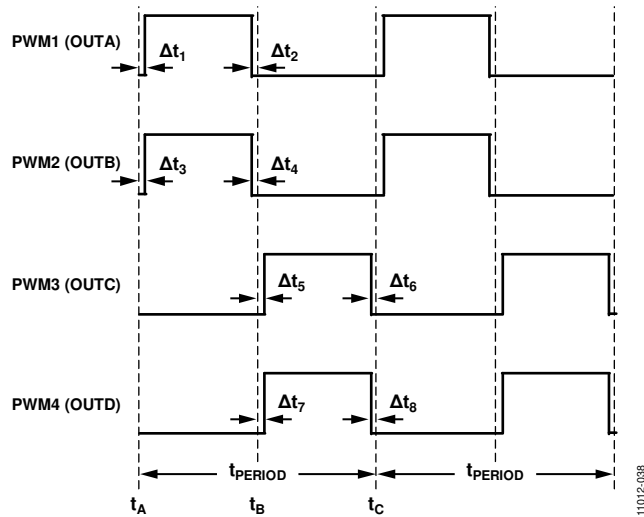 PWM1 (OUTA)
Δt1
Δt2
PWM2 (OUTB)
Δt3
Δt4
PWM3 (OUTC)
Δt5
Δt6
PWM4 (OUTD)
Δt7
Δt8
tPERIOD
tPERIOD
tA
tB
tC
11012-038